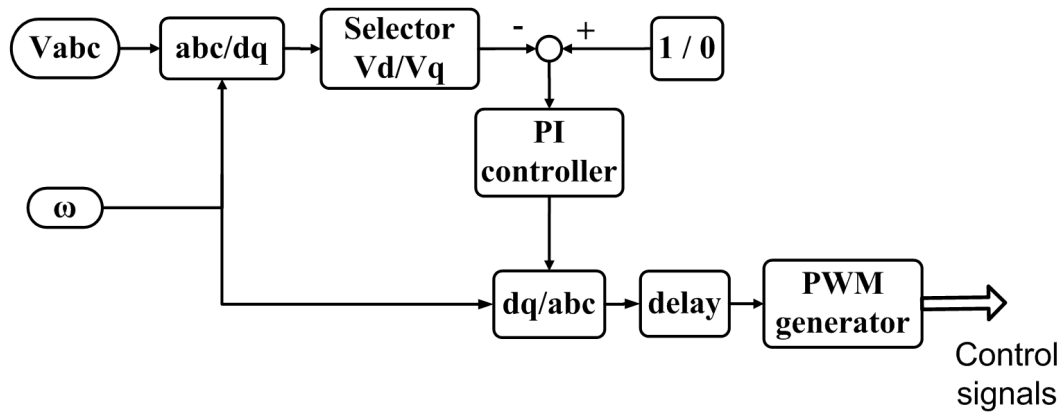 Vabc
abc/dq
Selector
Vd/Vq
-
+
1 / 0
PI
controller
ω
dq/abc
delay
PWM
generator
Control
signals